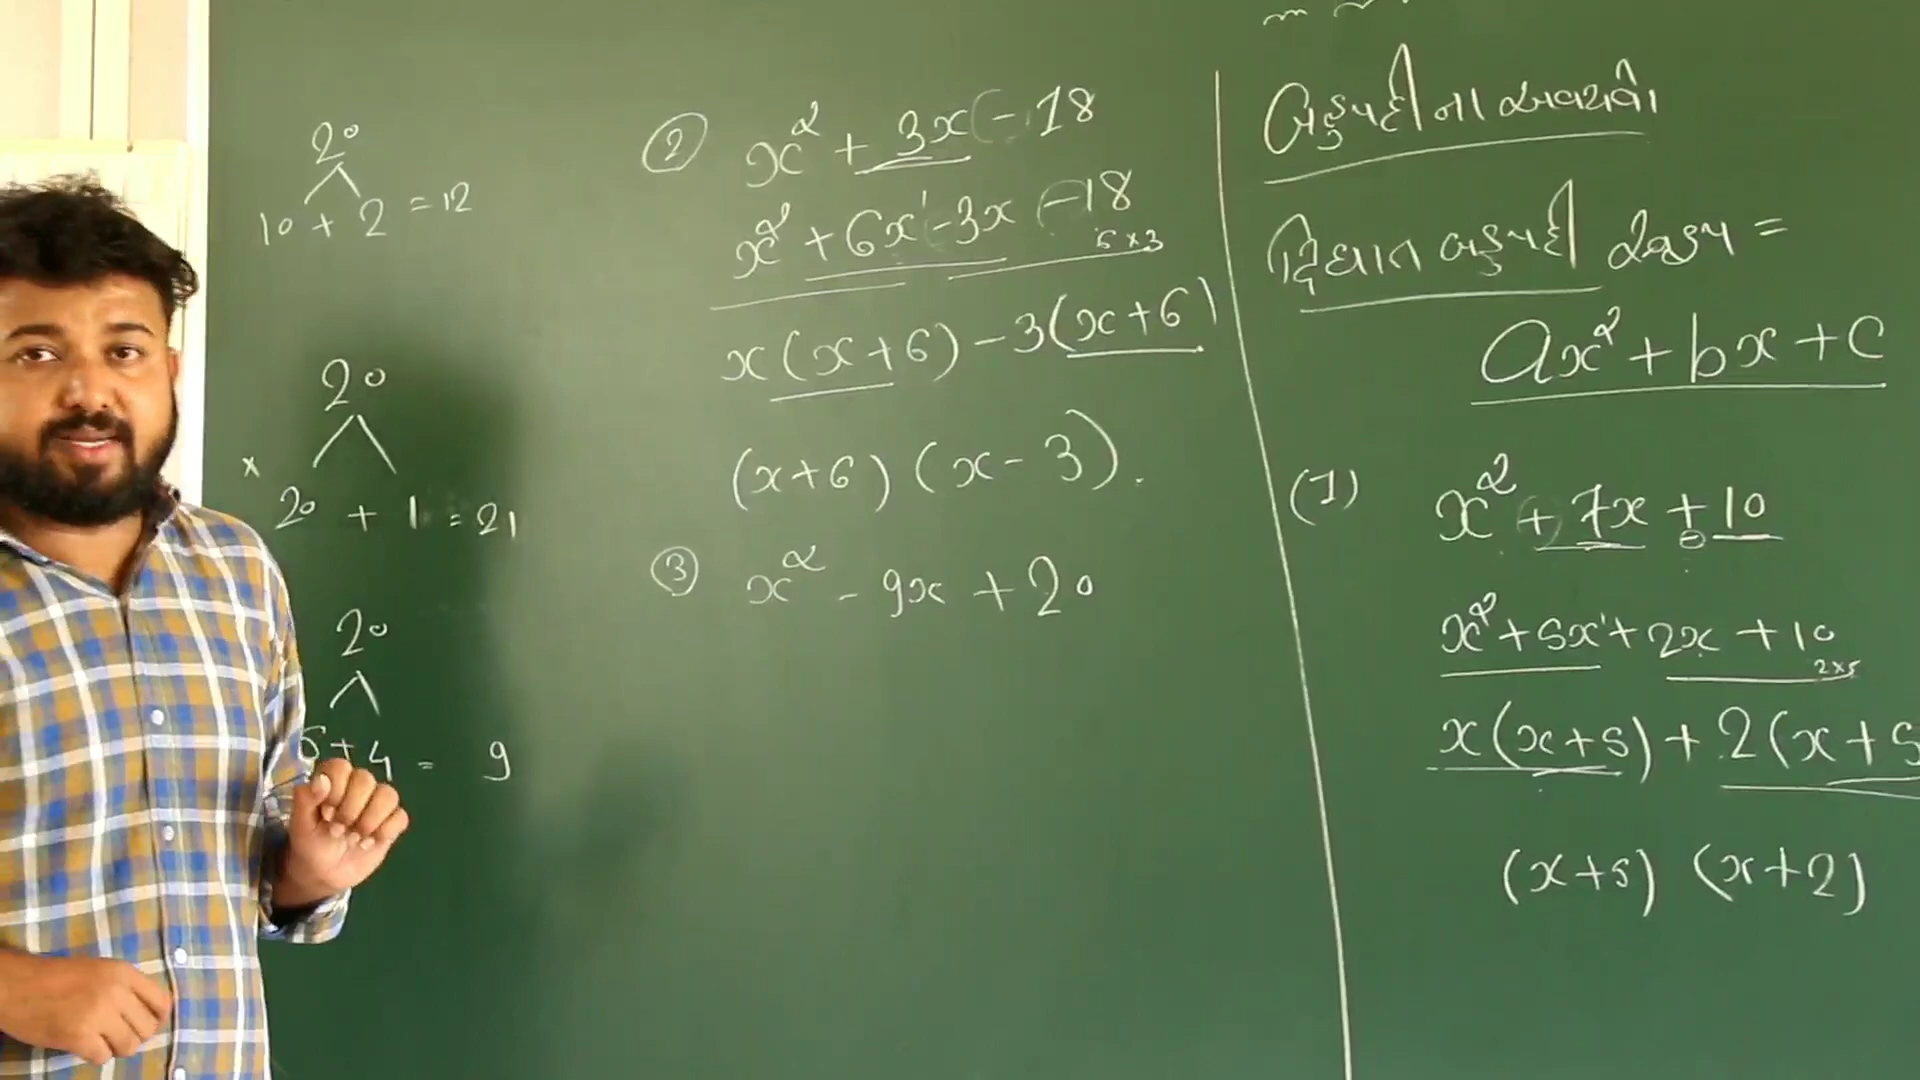 20
10 + 2 = 12
20
x
20 + 1 = 21
20
5+4 = 9
② x² + 3x - 18
x² + 6x - 3x - 18
6×3
x(x+6) - 3(x+6)
(x+6) (x-3).
③ x² - 9x + 20
બહુપદીના અવયવો
દ્વિઘાત બહુપદી સ્વરૂપ =
ax² + bx + c
(1) x² + 7x + 10
x² + 5x + 2x + 10
2×5
x(x+5) + 2(x+5
(x+5) (x+2)